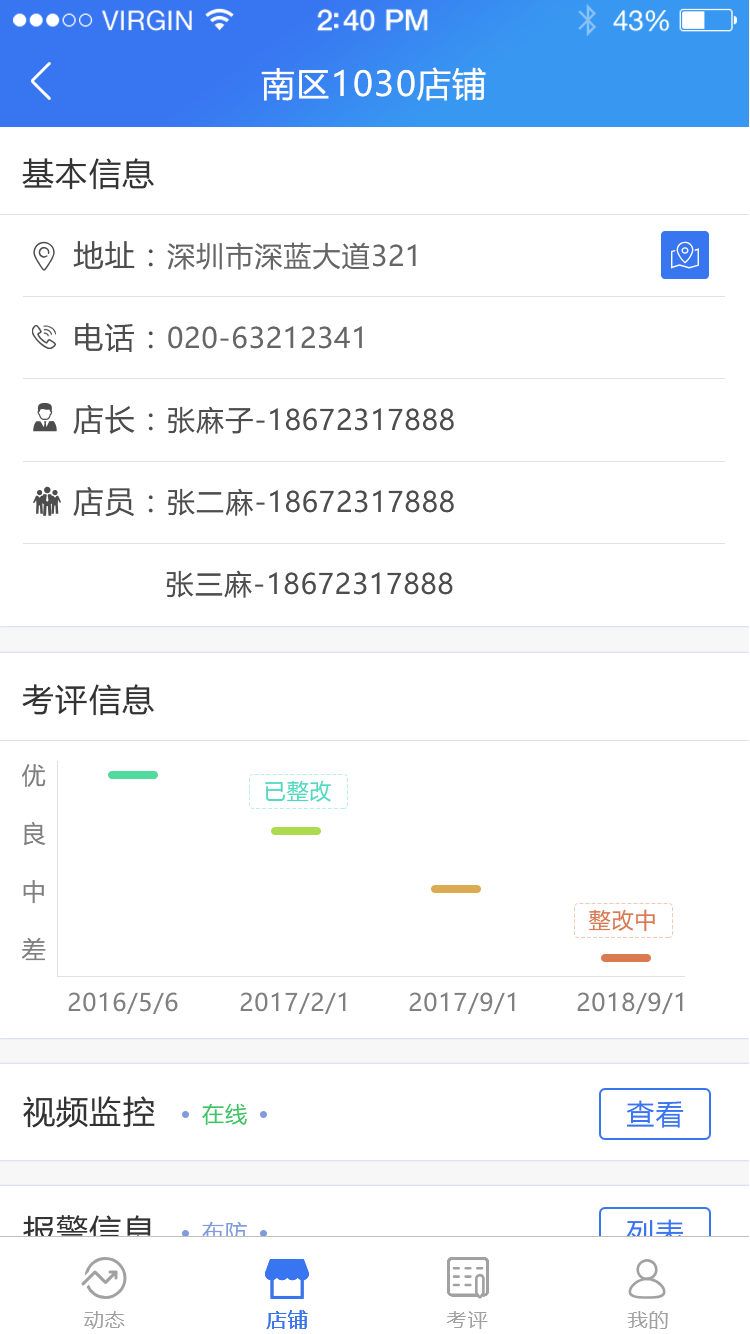 VIRGIN 2:40 PM 43%
南区1030店铺
基本信息
地址：深圳市深蓝大道321
电话：020-63212341
店长：张麻子-18672317888
店员：张二麻-18672317888
张三麻-18672317888
考评信息
优
已整改
良
中
整改中
差
2016/5/6 2017/2/1 2017/9/1 2018/9/1
视频监控 • 在线 • 查看
报警信息 • 布防 • 列表
动态 店铺 考评 我的